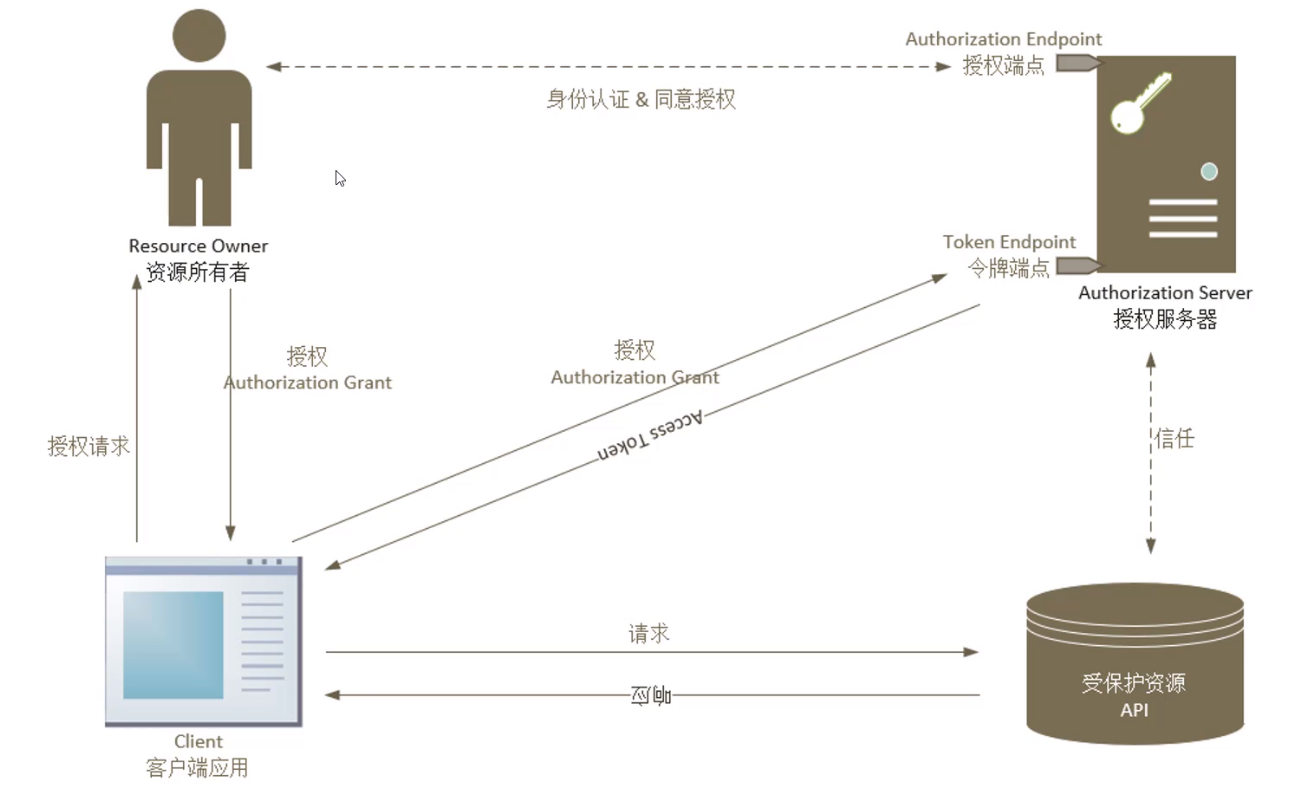 Authorization Endpoint
授权端点
身份认证 & 同意授权
Resource Owner
资源所有者
Token Endpoint
令牌端点
Authorization Server
授权服务器
授权
Authorization Grant
授权
Authorization Grant
Access Token
授权请求
信任
请求
响应
受保护资源
API
Client
客户端应用